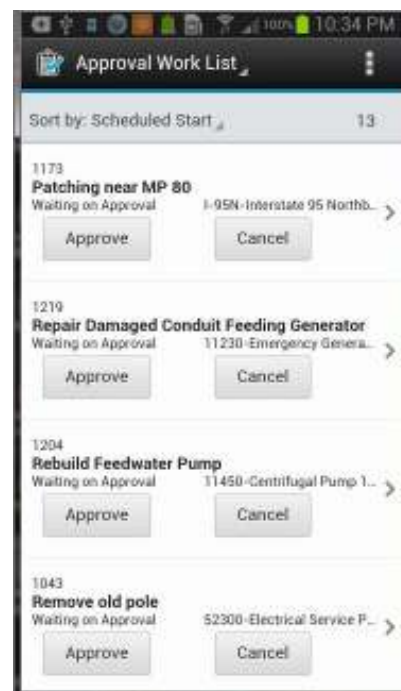 100% 10:34 PM
Approval Work List
Sort by: Scheduled Start 13
1173
Patching near MP 80
Waiting on Approval I-95N-Interstate 95 Northb...
Approve Cancel
1219
Repair Damaged Conduit Feeding Generator
Waiting on Approval 11230-Emergency Genera...
Approve Cancel
1204
Rebuild Feedwater Pump
Waiting on Approval 11450-Centrifugal Pump 1...
Approve Cancel
1043
Remove old pole
Waiting on Approval 52300-Electrical Service P...
Approve Cancel